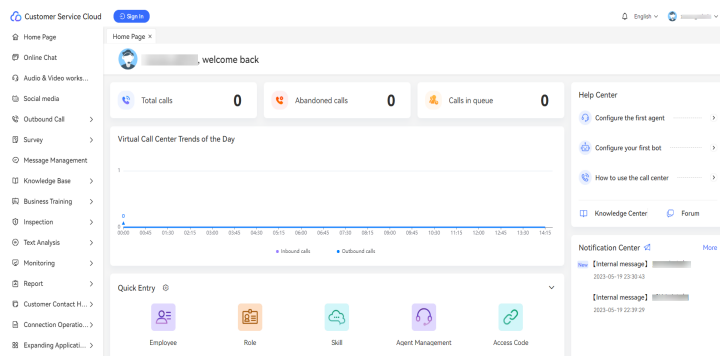 Customer Service Cloud
Sign in
English
Home Page
Online Chat
Audio & Video works...
Social media
Outbound Call
Survey
Message Management
Knowledge Base
Business Training
Inspection
Text Analysis
Monitoring
Report
Customer Contact H...
Connection Operatio...
Expanding Applicati...
Home Page ×
, welcome back
Total calls 0
Abandoned calls 0
Calls in queue 0
Virtual Call Center Trends of the Day
1
0
0
00:00 00:45 01:30 02:15 03:00 03:45 04:30 05:15 06:00 06:45 07:30 08:15 09:00 09:45 10:30 11:15 12:00 12:45 13:30 14:15
Inbound calls Outbound calls
Quick Entry
Employee Role Skill Agent Management Access Code
Help Center
Configure the first agent
Configure your first bot
How to use the call center
Knowledge Center Forum
Notification Center More
New 【Internal message】
2023-05-19 23:30:43
【Internal message】
2023-05-19 22:39:29